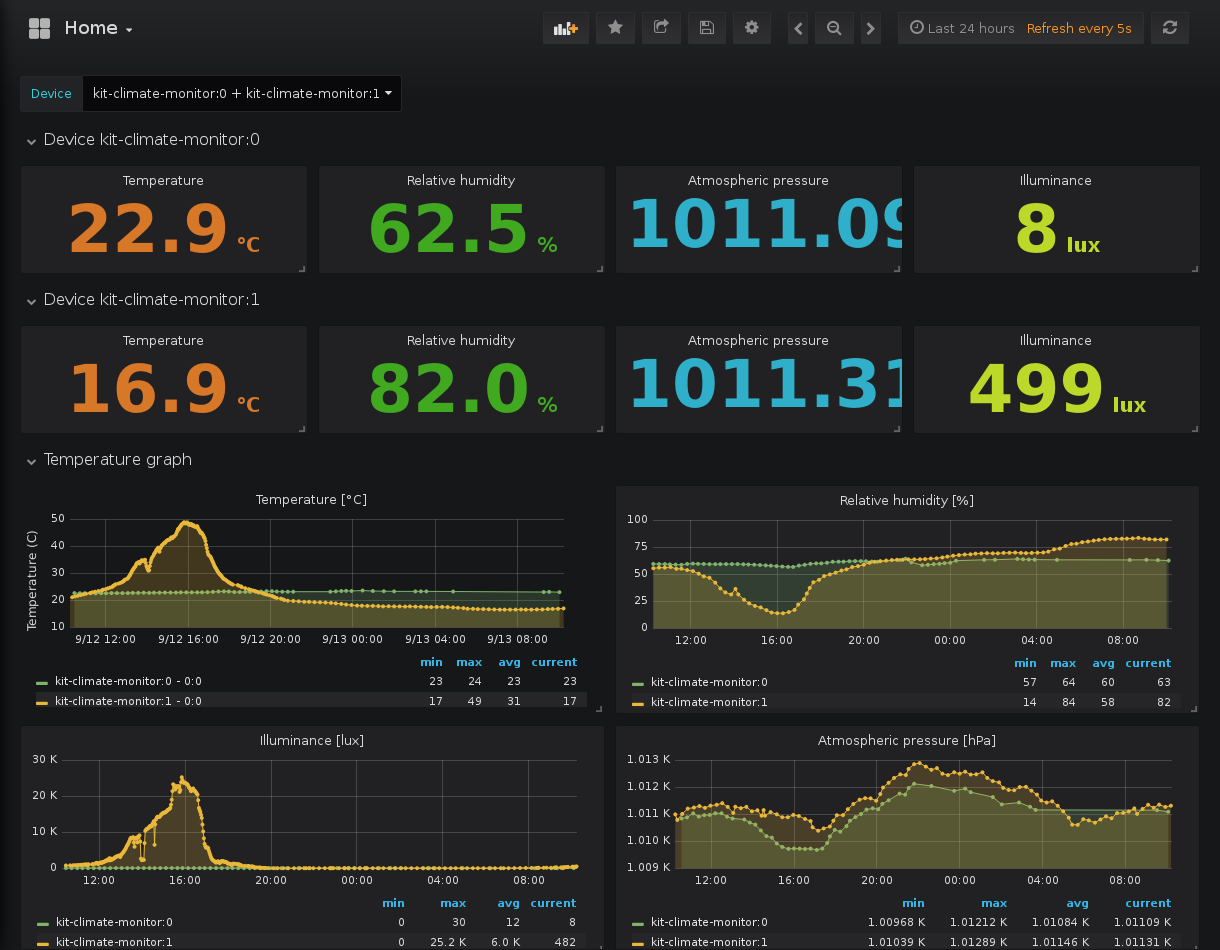 Home
Last 24 hours Refresh every 5s
Device kit-climate-monitor:0 + kit-climate-monitor:1
Device kit-climate-monitor:0
Temperature Relative humidity Atmospheric pressure Illuminance
22.9 °C 62.5 % 1011.09 8 lux
Device kit-climate-monitor:1
Temperature Relative humidity Atmospheric pressure Illuminance
16.9 °C 82.0 % 1011.31 499 lux
Temperature graph
Temperature [°C]
Temperature (C)
50
40
30
20
10
9/12 12:00 9/12 16:00 9/12 20:00 9/13 00:00 9/13 04:00 9/13 08:00
min max avg current
kit-climate-monitor:0 - 0:0 23 24 23 23
kit-climate-monitor:1 - 0:0 17 49 31 17
Relative humidity [%]
100
75
50
25
0
12:00 16:00 20:00 00:00 04:00 08:00
min max avg current
kit-climate-monitor:0 57 64 60 63
kit-climate-monitor:1 14 84 58 82
Illuminance [lux]
30 K
20 K
10 K
0
12:00 16:00 20:00 00:00 04:00 08:00
min max avg current
kit-climate-monitor:0 0 30 12 8
kit-climate-monitor:1 0 25.2 K 6.0 K 482
Atmospheric pressure [hPa]
1.013 K
1.012 K
1.011 K
1.010 K
1.009 K
12:00 16:00 20:00 00:00 04:00 08:00
min max avg current
kit-climate-monitor:0 1.00968 K 1.01212 K 1.01084 K 1.01109 K
kit-climate-monitor:1 1.01039 K 1.01289 K 1.01146 K 1.01131 K